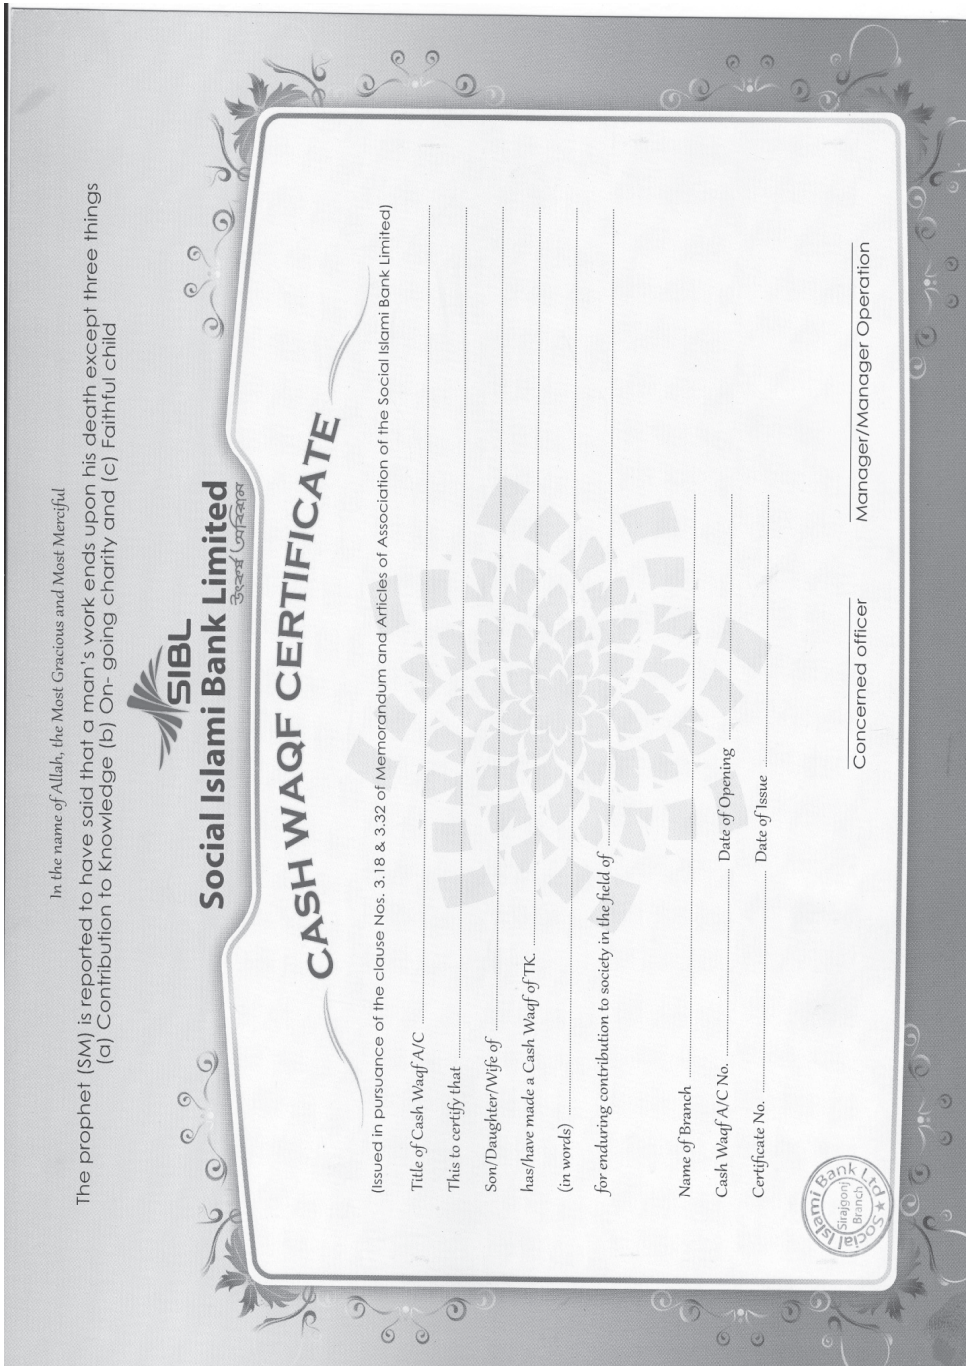 In the name of Allah, the Most Gracious and Most Merciful
The prophet (SM) is reported to have said that a man's work ends upon his death except three things
(a) Contribution to Knowledge (b) On- going charity and (c) Faithful child
SIBL
Social Islami Bank Limited
উৎকর্ষে অবিরাম
CASH WAQF CERTIFICATE
(Issued in pursuance of the clause Nos. 3.18 & 3.32 of Memorandum and Articles of Association of the Social Islami Bank Limited)
Title of Cash Waqf A/C
This to certify that
Son/Daughter/Wife of
has/have made a Cash Waqf of TK.
(in words)
for enduring contribution to society in the field of
Name of Branch
Cash Waqf A/C No. Date of Opening
Certificate No. Date of Issue
Social Islami Bank Ltd ★
Sirajgonj
Branch
Concerned officer Manager/Manager Operation